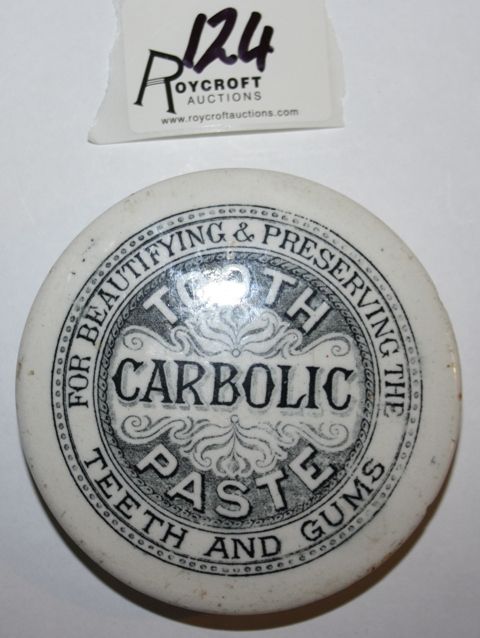 124
ROYCROFT
AUCTIONS
www.roycroftauctions.com
FOR BEAUTIFYING & PRESERVING THE
TEETH AND GUMS
TOOTH
CARBOLIC
PASTE